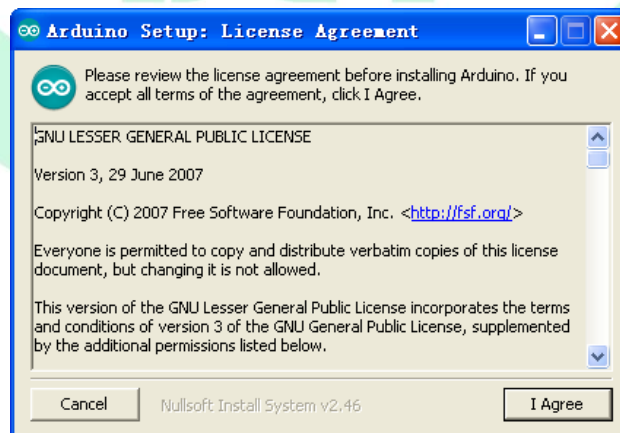 Arduino Setup: License Agreement
Please review the license agreement before installing Arduino. If you
accept all terms of the agreement, click I Agree.
GNU LESSER GENERAL PUBLIC LICENSE
Version 3, 29 June 2007
Copyright (C) 2007 Free Software Foundation, Inc. <http://fsf.org/>
Everyone is permitted to copy and distribute verbatim copies of this license
document, but changing it is not allowed.
This version of the GNU Lesser General Public License incorporates the terms
and conditions of version 3 of the GNU General Public License, supplemented
by the additional permissions listed below.
Cancel
Nullsoft Install System v2.46
I Agree